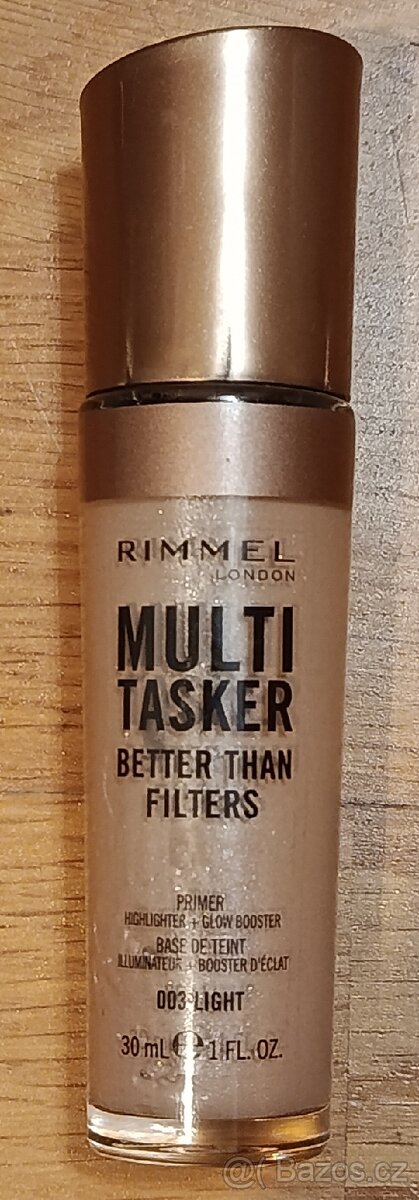 RIMMEL
LONDON
MULTI
TASKER
BETTER THAN
FILTERS
PRIMER
HIGHLIGHTER + GLOW BOOSTER
BASE DE TEINT
ILLUMINATEUR + BOOSTER D'ÉCLAT
003 LIGHT
30 mL e 1 FL. OZ.
Bazos.cz